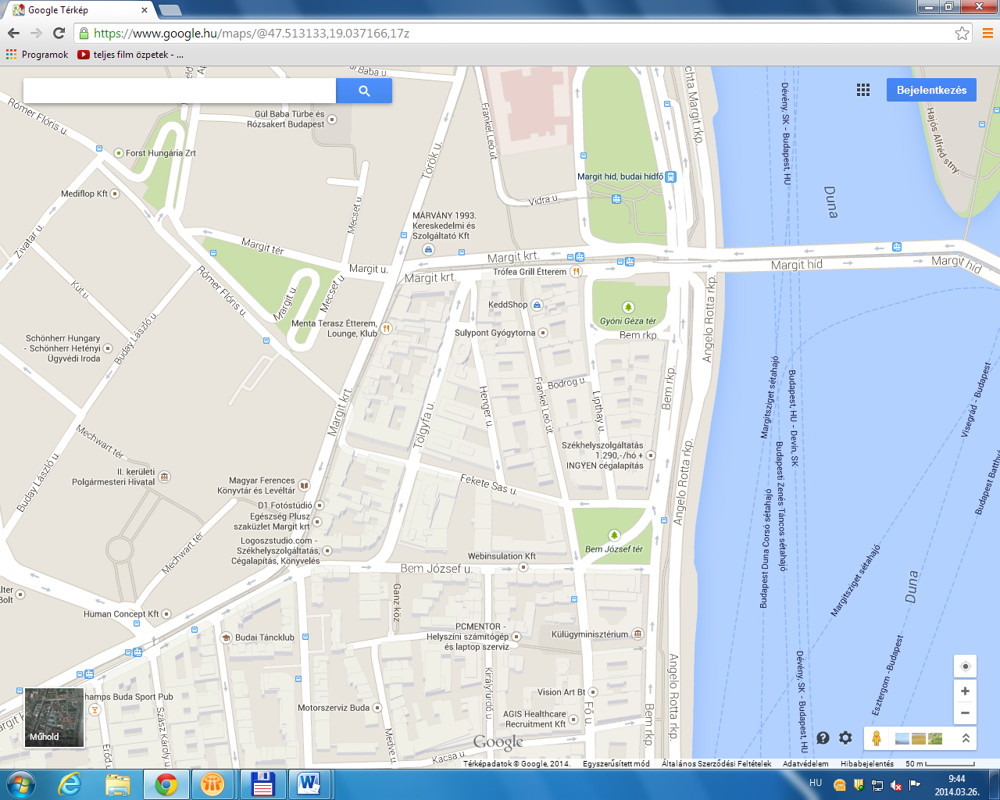 Google Térkép
https://www.google.hu/maps/@47.513133,19.037166,17z
Programok
teljes film özpetek - ...
ül Baba u.
Bejelentkezés
Rómer Flóris u.
Gül Baba Türbe és
Rózsakert Budapest
Forst Hungária Zrt
Török u.
Frankel Leó út
Dévény, SK - Budapest, HU
Hajós Alfréd stny.
Mediflop Kft
Mecset u.
Margit híd, budai hídfő
Vidra u.
Duna
MÁRVÁNY 1993.
Kereskedelmi és
Szolgáltató Kft
Zivatar u.
Margit tér
Margit krt.
Margit híd
Margit híd
Margit u.
Margit krt.
Trófea Grill Étterem
Rómer Flóris u.
Mecset u.
Margit u.
Kút u.
KeddShop
Gyóni Géza tér
Angelo Rotta rkp.
Menta Terasz Étterem,
Lounge, Klub
Sulypont Gyógytorna
Bem rkp.
Schönherr Hungary
- Schönherr Hetényi
Ügyvédi Iroda
Buday László u.
Margit krt.
Tölgyfa u.
Henger u.
Frankel Leó út
Bodrog u.
Lipthay u.
Bem rkp.
Margitsziget sétahajó
Budapest, HU - Devín, SK
Visegrád - Budapest
Mechwart tér
Székhelyszolgáltatás
1.290,-/hó +
INGYEN cégalapítás
II. kerületi
Polgármesteri Hivatal
Magyar Ferences
Könyvtár és Levéltár
Fekete Sas u.
Angelo Rotta rkp.
Budapesti Zenés Táncos sétahajó
Budapest Duna Corsó sétahajó
Budapest Batthy
Buday László u.
D1 Fotóstúdió
Egészség Plusz
szaküzlet Margit krt
Logoszstudio.com -
Székhelyszolgáltatás,
Cégalapítás, Könyvelés
Mechwart tér
Bem József tér
Webinsulation Kft
Bem József u.
Margitsziget sétahajó
Duna
Bolt
Ganz köz
Human Concept Kft
Budai Táncklub
PCMENTOR -
Helyszíni számítógép
és laptop szerviz
Külügyminisztérium
Angelo Rotta rkp.
Dévény, SK - Budapest, HU
Esztergom - Budapest
Királyfürdő u.
Vision Art Bt
Fő u.
Bem rkp.
hamps Buda Sport Pub
Szász Károly u.
Motorszerviz Buda
AGIS Healthcare
Recruitment Kft
Medve u.
Erőd u.
Műhold
Google
Kacsa u.
Térképadatok © Google, 2014.
Egyszerűsített mód
Általános Szerződési Feltételek
Adatvédelem
Hibabejelentés
50 m
HU
9:44
2014.03.26.